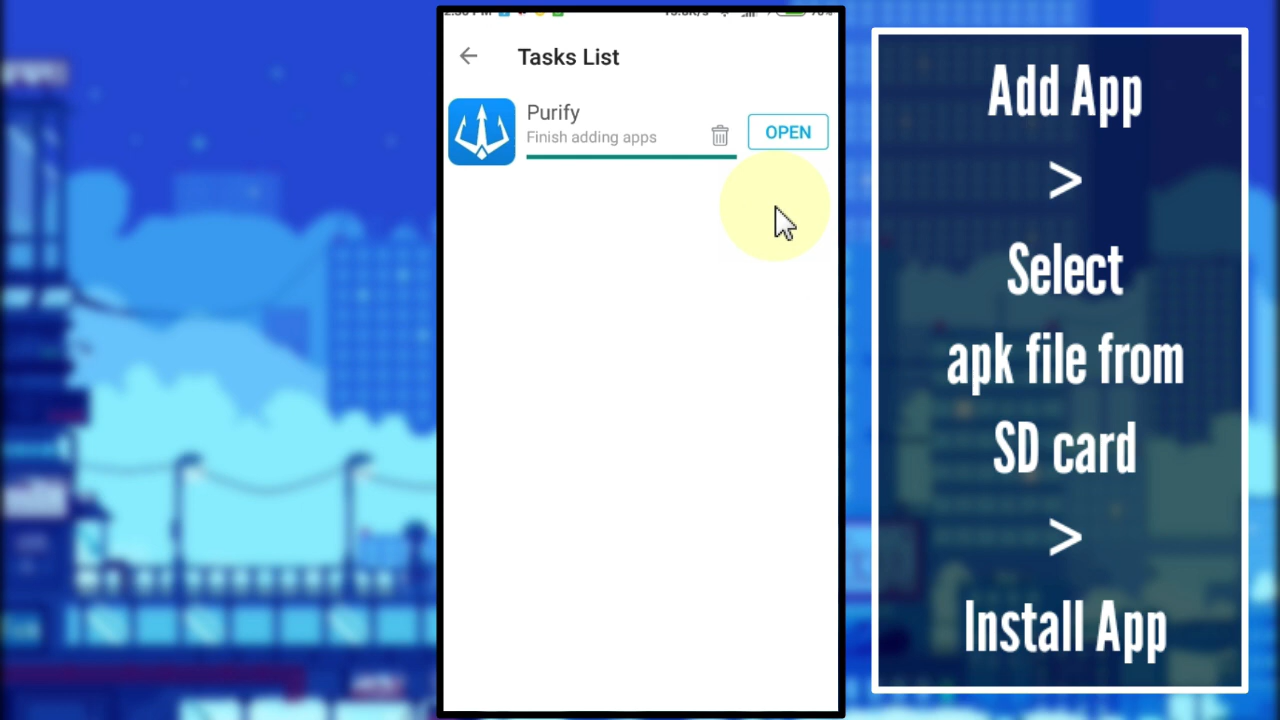 Tasks List
Purify
Finish adding apps
OPEN
Add App
>
Select
apk file from
SD card
>
Install App